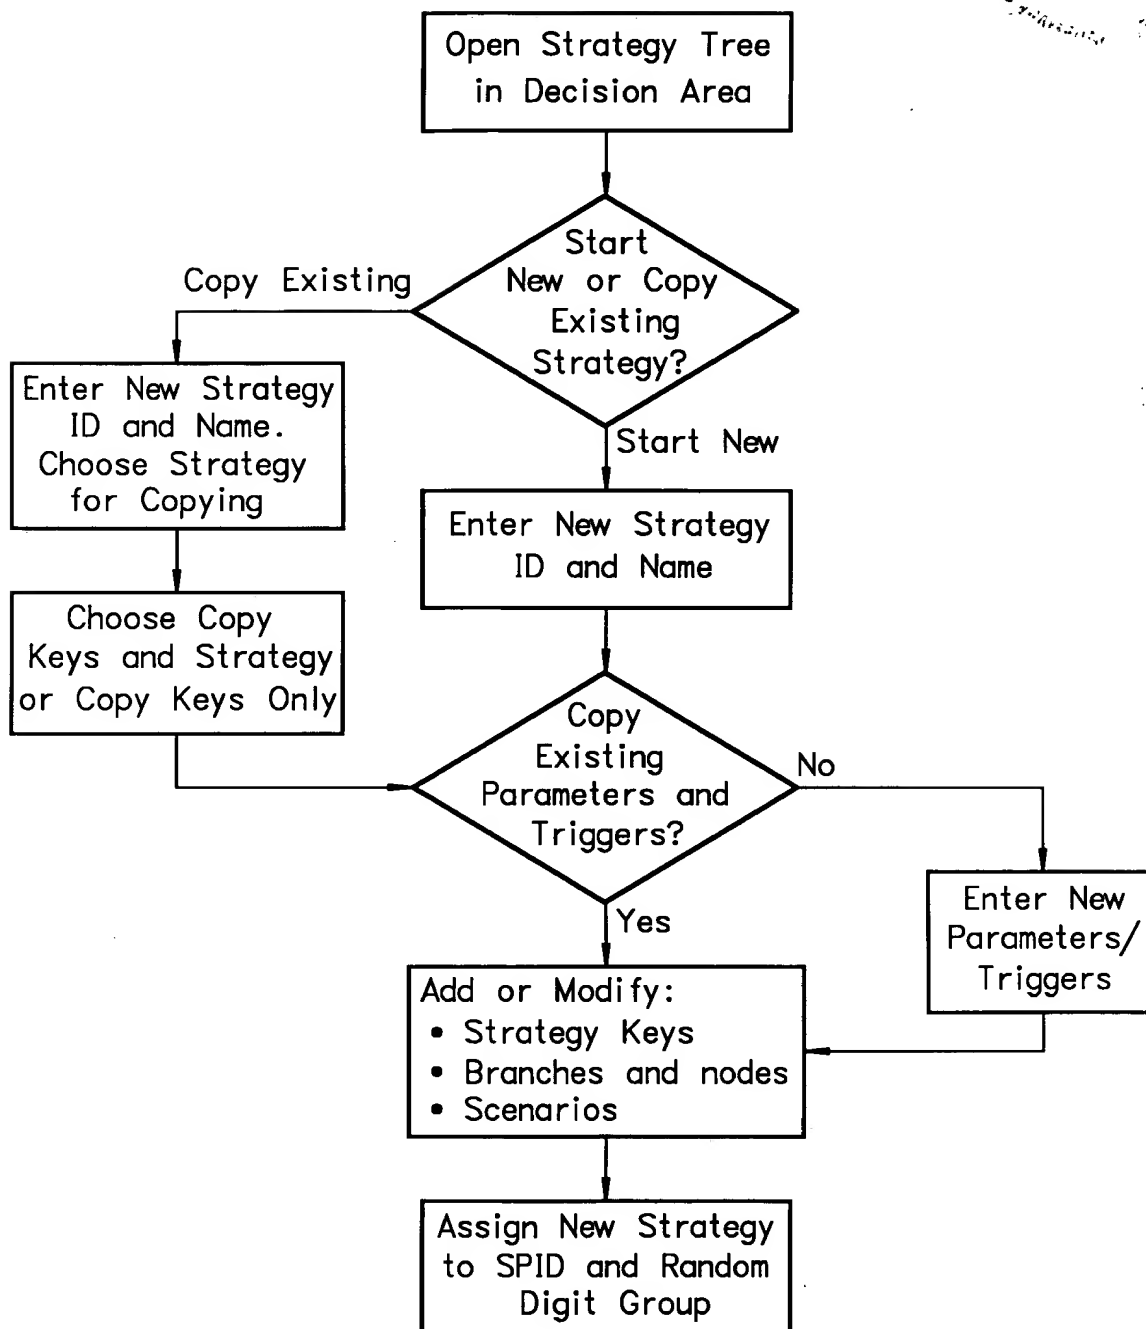 Open Strategy Tree
in Decision Area
Start
New or Copy
Existing
Strategy?
Copy Existing
Enter New Strategy
ID and Name.
Choose Strategy
for Copying
Start New
Enter New Strategy
ID and Name
Choose Copy
Keys and Strategy
or Copy Keys Only
Copy
Existing
Parameters and
Triggers?
No
Yes
Enter New
Parameters/
Triggers
Add or Modify:
• Strategy Keys
• Branches and nodes
• Scenarios
Assign New Strategy
to SPID and Random
Digit Group